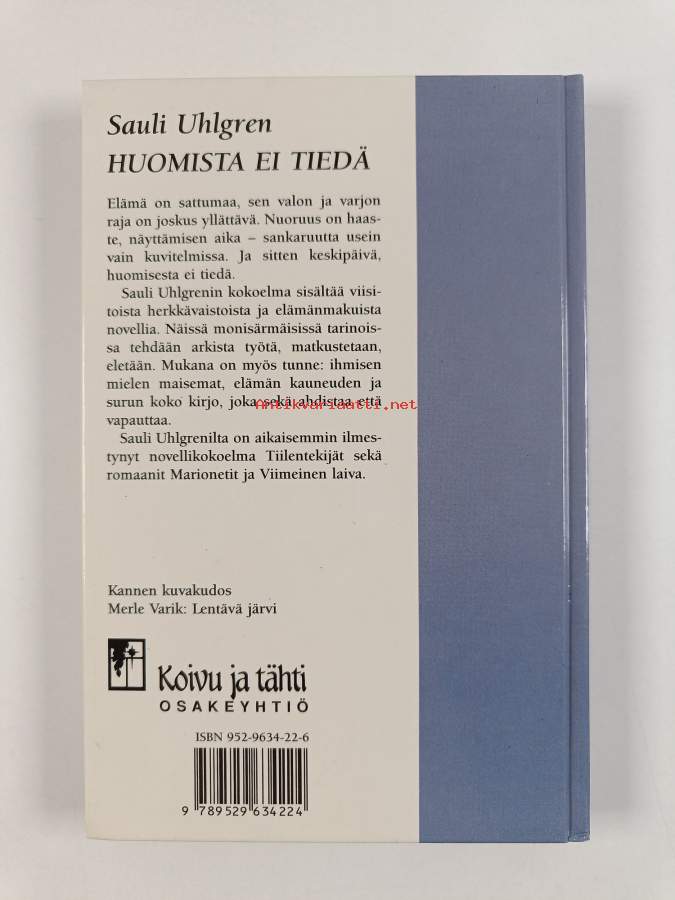 Sauli Uhlgren
HUOMISTA EI TIEDÄ
Elämä on sattumaa, sen valon ja varjon
raja on joskus yllättävä. Nuoruus on haas-
te, näyttämisen aika – sankaruutta usein
vain kuvitelmissa. Ja sitten keskipäivä,
huomisesta ei tiedä.
Sauli Uhlgrenin kokoelma sisältää viisi-
toista herkkävaistoista ja elämänmakuista
novellia. Näissä monisärmäisissä tarinois-
sa tehdään arkista työtä, matkustetaan,
eletään. Mukana on myös tunne: ihmisen
mielen maisemat, elämän kauneuden ja
surun koko kirjo, joka sekä ahdistaa että
vapauttaa.
Antikvariaatti.net
Sauli Uhlgrenilta on aikaisemmin ilmes-
tynyt novellikokoelma Tiilentekijät sekä
romaanit Marionetit ja Viimeinen laiva.
Kannen kuvakudos
Merle Varik: Lentävä järvi
Koivu ja tähti
OSAKEYHTIÖ
ISBN 952-9634-22-6
9 789529 634224